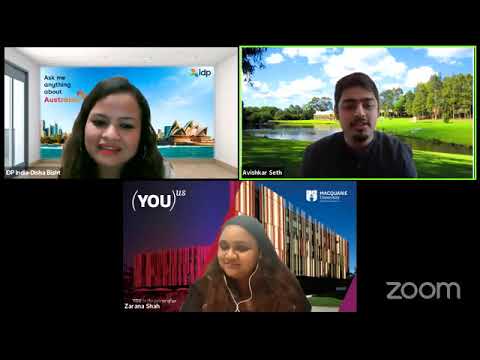 Ask me
anything
about
Australia
idp
IDP India-Disha Bisht
Avishkar Seth
(YOU)us
MACQUARIE
University
Zarana Shah
zoom